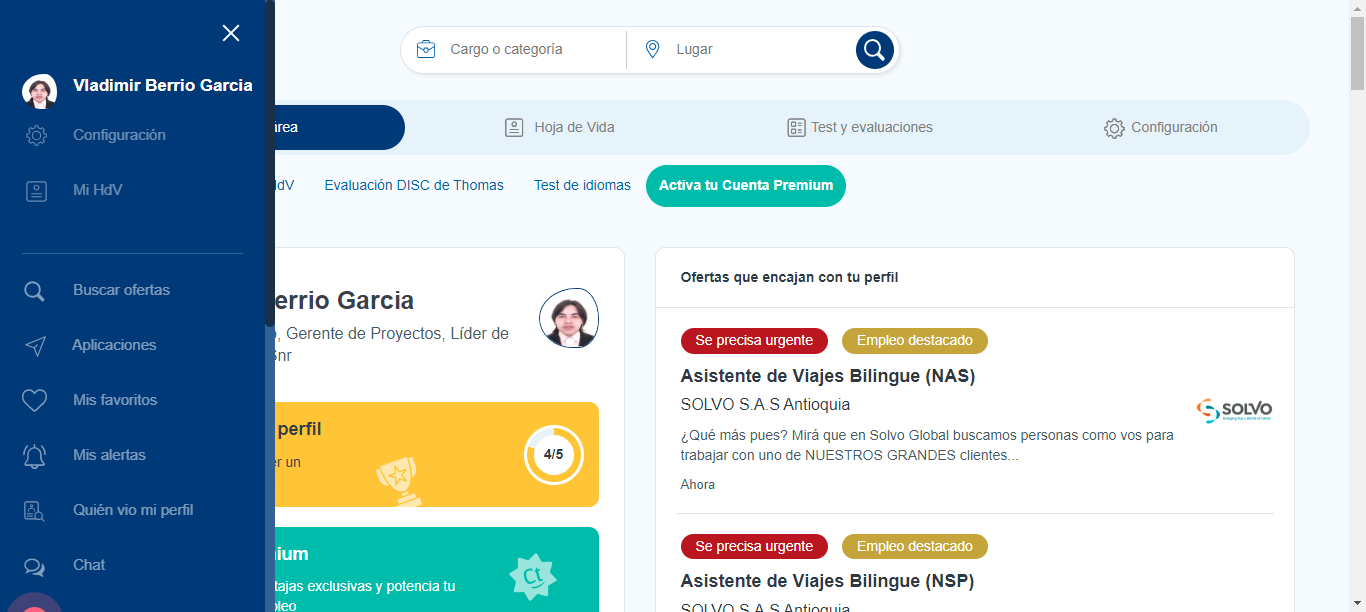 Vladimir Berrio Garcia
Configuración
Mi HdV
Buscar ofertas
Aplicaciones
Mis favoritos
Mis alertas
Quién vio mi perfil
Chat
Cargo o categoría
Lugar
área
Hoja de Vida
Test y evaluaciones
Configuración
HdV
Evaluación DISC de Thomas
Test de idiomas
Activa tu Cuenta Premium
errio Garcia
, Gerente de Proyectos, Líder de
Snr
perfil
er un
4/5
ium
tajas exclusivas y potencia tu
pleo
Ct
Ofertas que encajan con tu perfil
Se precisa urgente
Empleo destacado
Asistente de Viajes Bilingue (NAS)
SOLVO S.A.S Antioquia
SOLVO
¿Qué más pues? Mirá que en Solvo Global buscamos personas como vos para
trabajar con uno de NUESTROS GRANDES clientes...
Ahora
Se precisa urgente
Empleo destacado
Asistente de Viajes Bilingue (NSP)
SOLVO S.A.S Antioquia